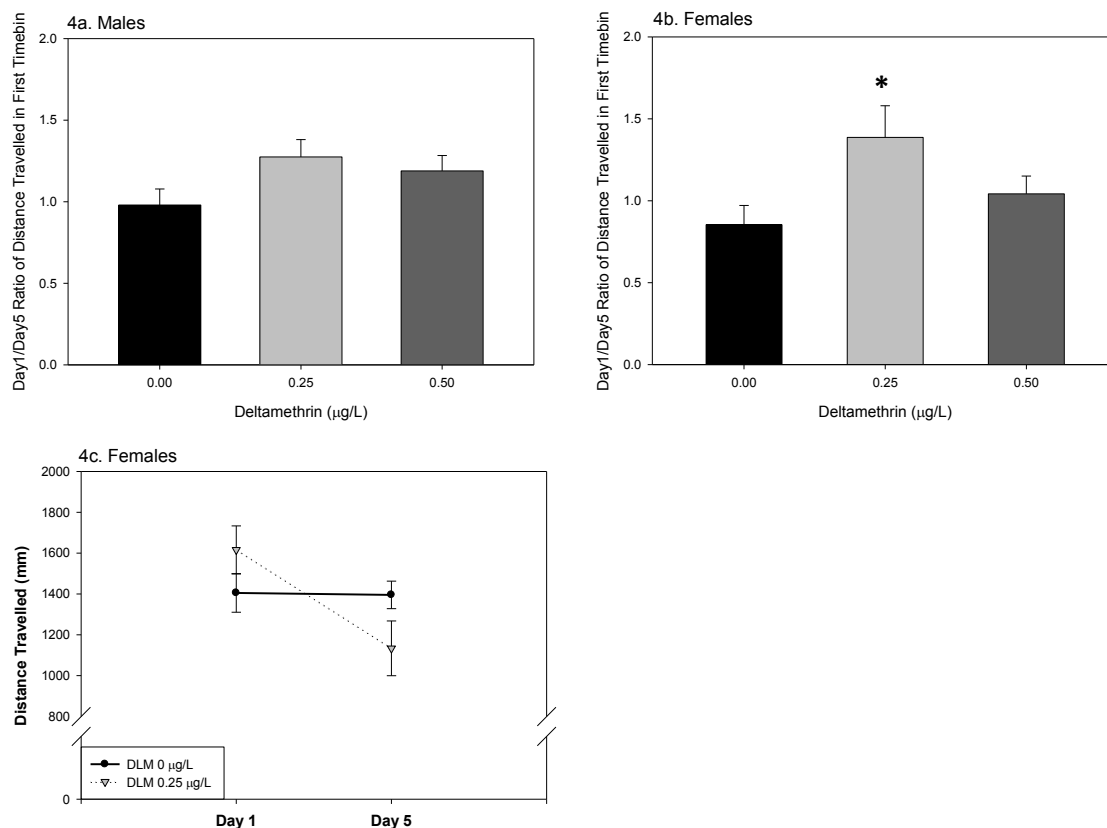 4a. Males
Day1/Day5 Ratio of Distance Travelled in First Timebin
2.0
1.5
1.0
0.5
0.0
0.00 0.25 0.50
Deltamethrin (μg/L)
4b. Females
Day1/Day5 Ratio of Distance Travelled in First Timebin
2.0
1.5
1.0
0.5
0.0
*
0.00 0.25 0.50
Deltamethrin (μg/L)
4c. Females
Distance Travelled (mm)
2000
1800
1600
1400
1200
1000
800
0
DLM 0 μg/L
DLM 0.25 μg/L
Day 1 Day 5